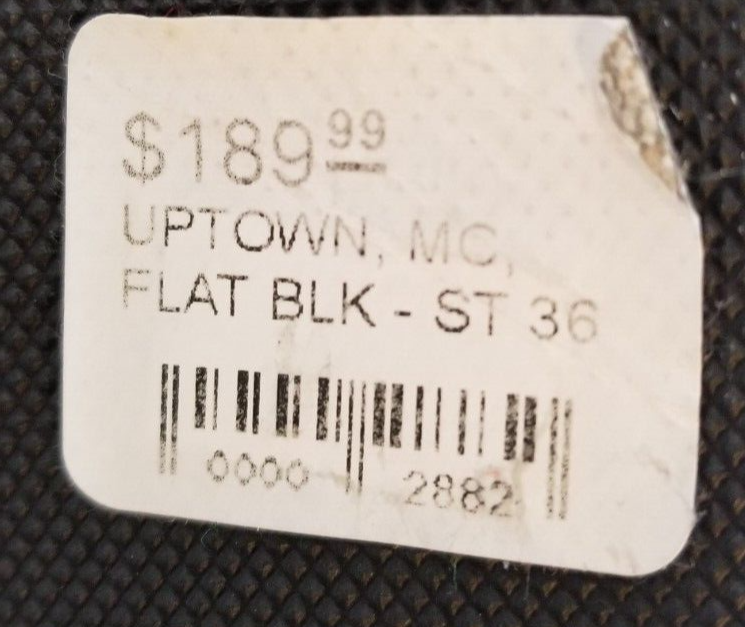 $189.99
UPTOWN, MC,
FLAT BLK - ST 36
0000 2882